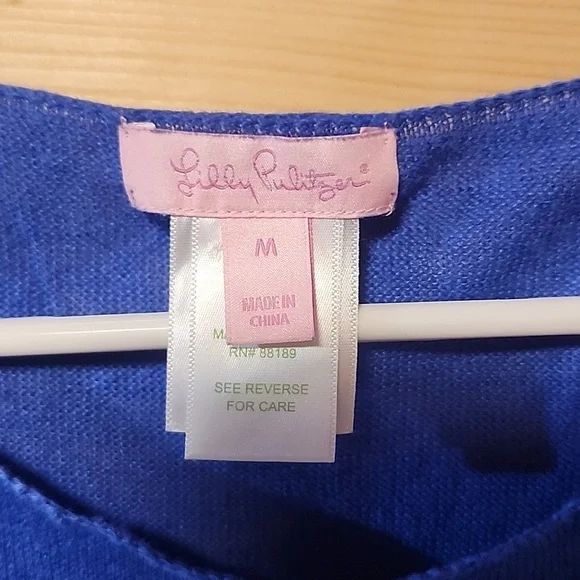 Lilly Pulitzer®
M
MADE IN
CHINA
RN# 88189
SEE REVERSE
FOR CARE